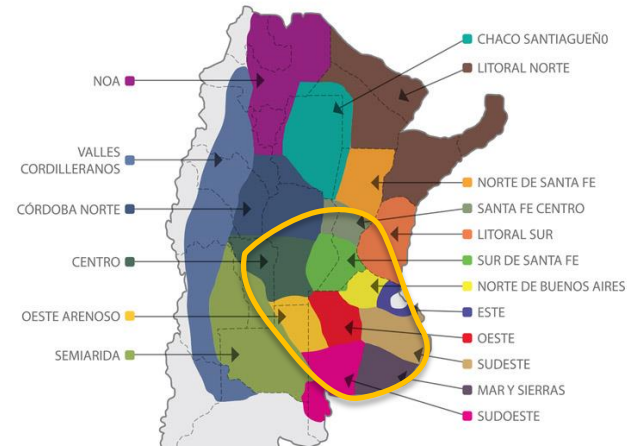 NOA
VALLES
CORDILLERANOS
CÓRDOBA NORTE
CENTRO
OESTE ARENOSO
SEMIARIDA
CHACO SANTIAGUEÑ0
LITORAL NORTE
NORTE DE SANTA FE
SANTA FE CENTRO
LITORAL SUR
SUR DE SANTA FE
NORTE DE BUENOS AIRES
ESTE
OESTE
SUDESTE
MAR Y SIERRAS
SUDOESTE